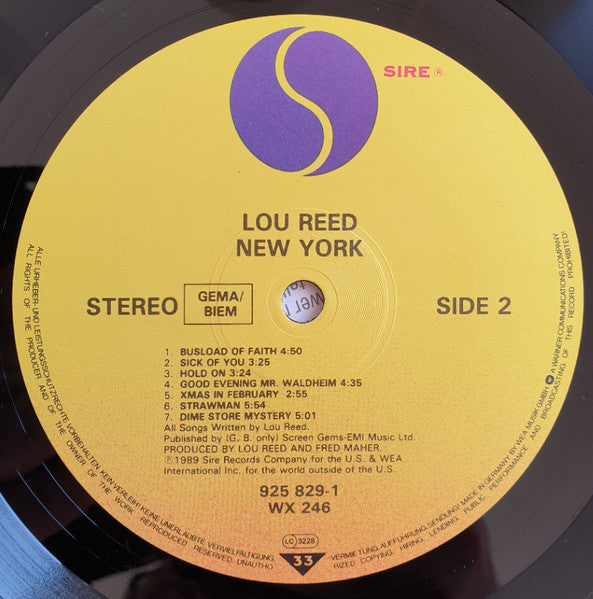 SIRE ®
LOU REED
NEW YORK
STEREO
GEMA/
BIEM
SIDE 2
1. BUSLOAD OF FAITH 4:50
2. SICK OF YOU 3:25
3. HOLD ON 3:24
4. GOOD EVENING MR. WALDHEIM 4:35
5. XMAS IN FEBRUARY 2:55
6. STRAWMAN 5:54
7. DIME STORE MYSTERY 5:01
All Songs Written by Lou Reed.
Published by (G. B. only) Screen Gems-EMI Music Ltd.
PRODUCED BY LOU REED AND FRED MAHER.
℗ 1989 Sire Records Company for the U.S. & WEA
International Inc. for the world outside of the U.S.
925 829-1
WX 246
LC 3228
33
ALLE URHEBER- UND LEISTUNGSSCHUTZRECHTE VORBEHALTEN. KEIN VERLEIH! KEINE UNERLAUBTE VERVIELFÄLTIGUNG,
VERMIETUNG, AUFFÜHRUNG, SENDUNG! MADE IN GERMANY BY WEA MUSIK GMBH A WARNER COMMUNICATIONS COMPANY
ALL RIGHTS OF THE PRODUCER AND OF THE OWNER OF THE WORK REPRODUCED RESERVED. UNAUTHO
RIZED COPYING, HIRING, LENDING, PUBLIC PERFORMANCE AND BROADCASTING OF THIS RECORD PROHIBITED!